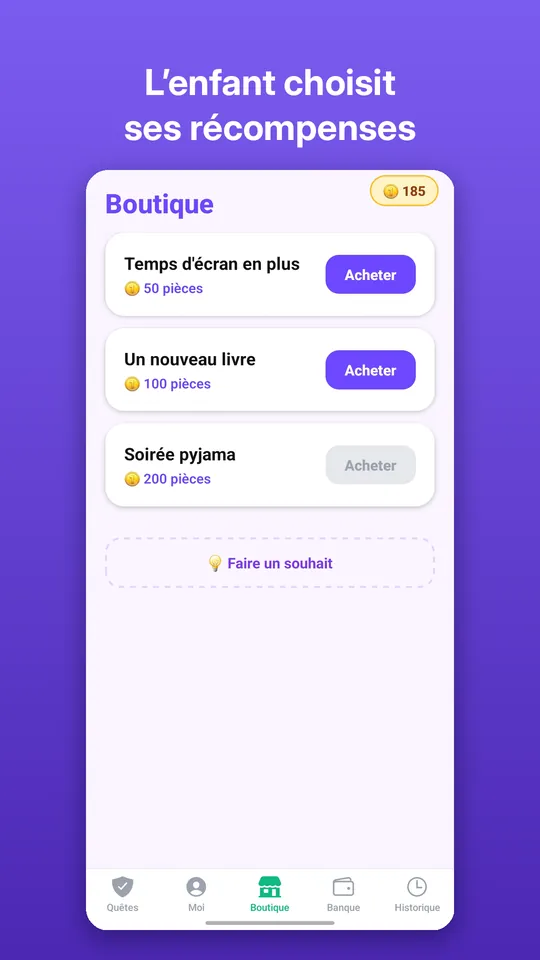 L’enfant choisit
ses récompenses
Boutique
185
Temps d'écran en plus
50 pièces
Acheter
Un nouveau livre
100 pièces
Acheter
Soirée pyjama
200 pièces
Acheter
Faire un souhait
Quêtes
Moi
Boutique
Banque
Historique